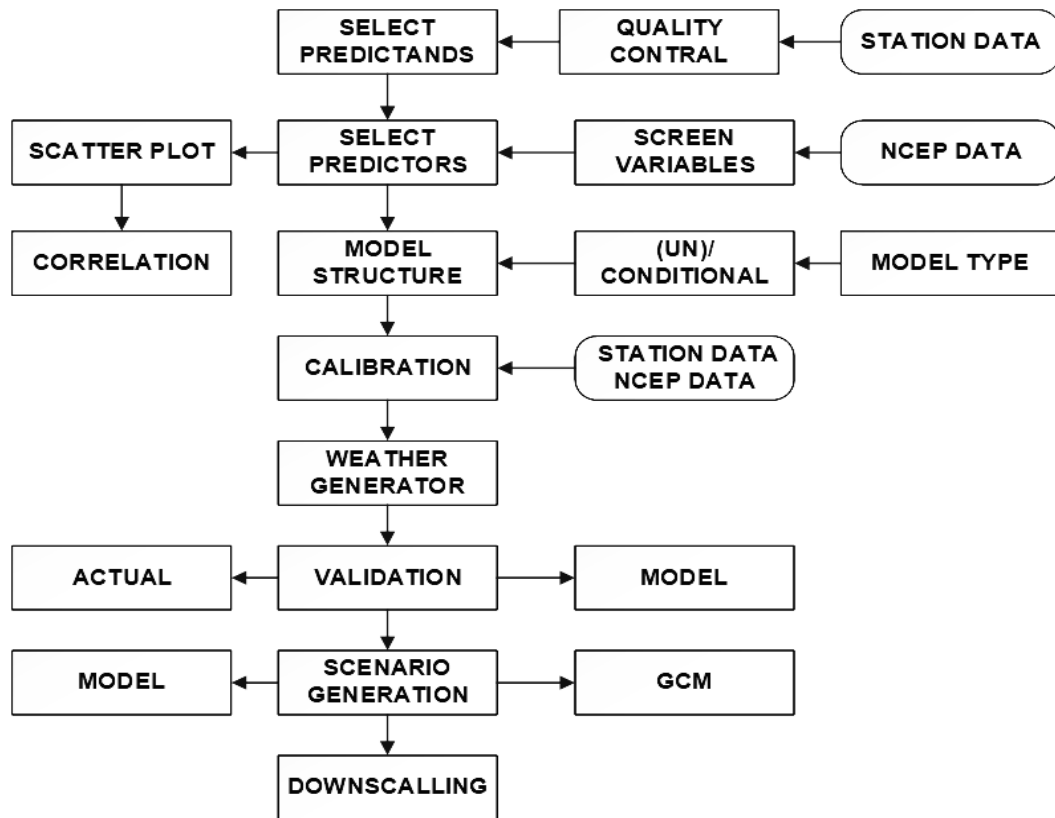 SELECT
PREDICTANDS
QUALITY
CONTRAL
STATION DATA
SCATTER PLOT
SELECT
PREDICTORS
SCREEN
VARIABLES
NCEP DATA
CORRELATION
MODEL
STRUCTURE
(UN)/
CONDITIONAL
MODEL TYPE
CALIBRATION
STATION DATA
NCEP DATA
WEATHER
GENERATOR
ACTUAL
VALIDATION
MODEL
MODEL
SCENARIO
GENERATION
GCM
DOWNSCALLING